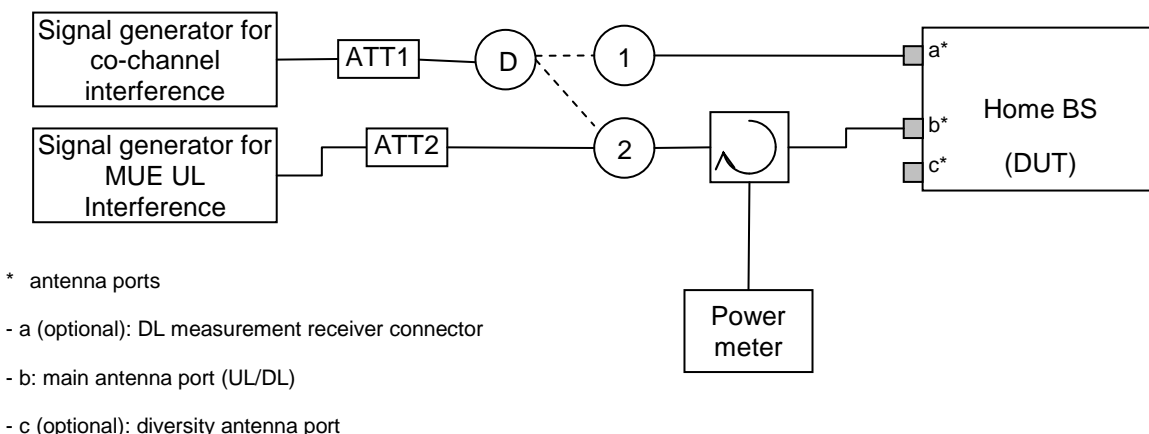 Signal generator for
co-channel
interference
ATT1
D
1
a*
Home BS
(DUT)
b*
c*
Signal generator for
MUE UL
Interference
ATT2
2
Power
meter
* antenna ports
- a (optional): DL measurement receiver connector
- b: main antenna port (UL/DL)
- c (optional): diversity antenna port